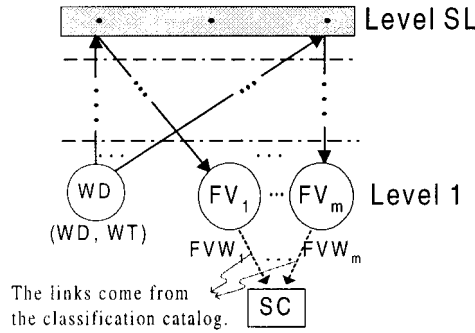 Level SL
WD
FV1 ... FVm
Level 1
(WD, WT)
FVW1 .... FVWm
The links come from
the classification catalog.
SC